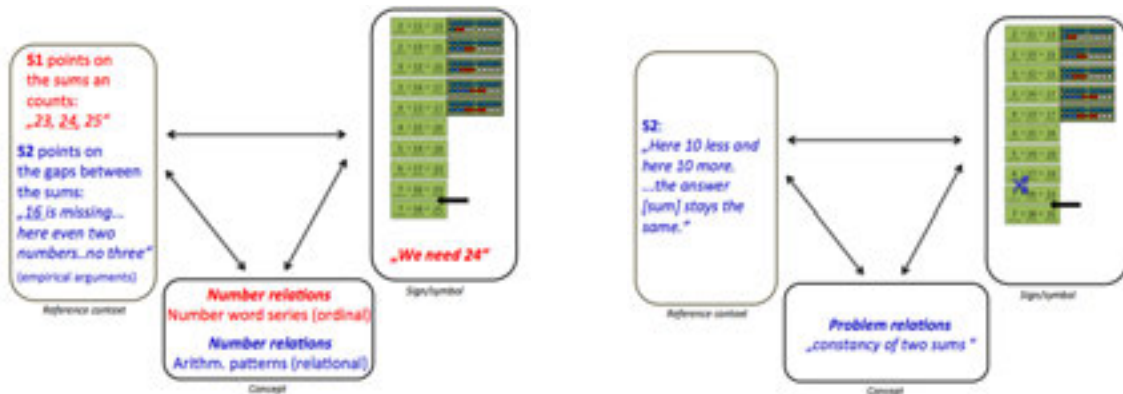 S1 points on
the sums an
counts:
„23, 24, 25“
S2 points on
the gaps between
the sums:
„16 is missing...
here even two
numbers..no three“
(empirical arguments)
Reference context
„We need 24“
Sign/symbol
Number relations
Number word series (ordinal)
Number relations
Arithm. patterns (relational)
Concept
S2:
„Here 10 less and
here 10 more.
...the answer
[sum] stays the
same.“
Reference context
Sign/symbol
Problem relations
„constancy of two sums “
Concept